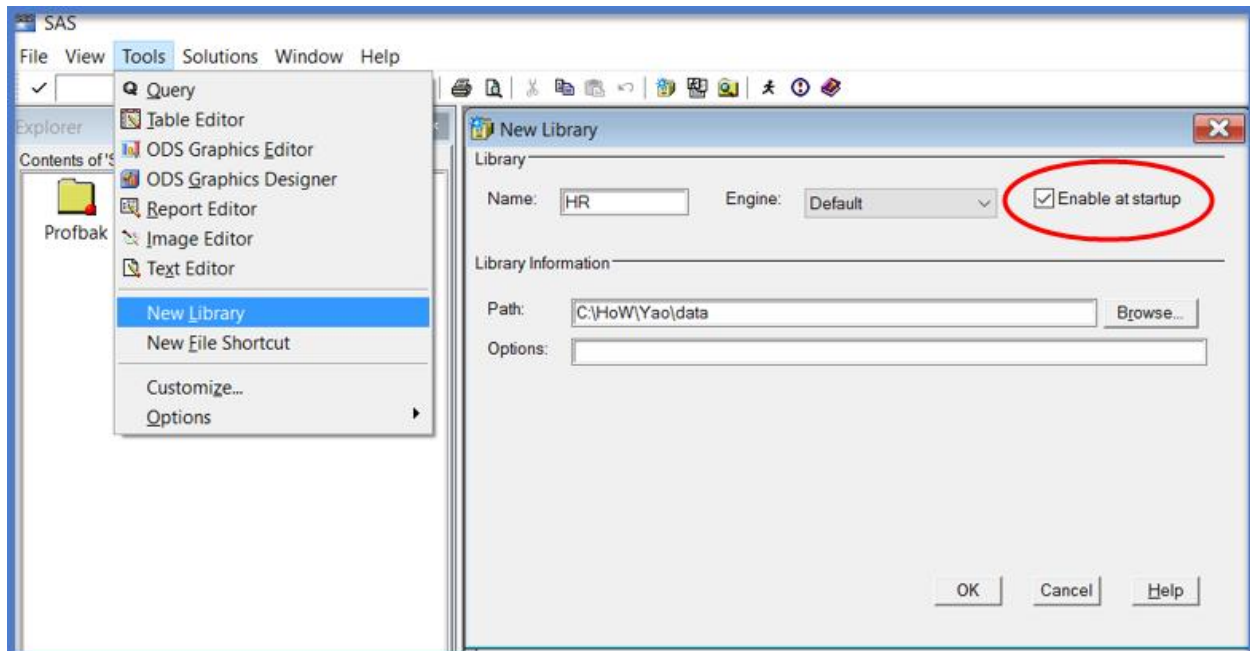 SAS
File View Tools Solutions Window Help
Query
Table Editor
ODS Graphics Editor
ODS Graphics Designer
Report Editor
Image Editor
Text Editor
New Library
New File Shortcut
Customize...
Options
Explorer
Contents of 'S
Profbak
New Library
Library
Name: HR Engine: Default Enable at startup
Library Information
Path: C:\HoW\Yao\data Browse...
Options:
OK Cancel Help